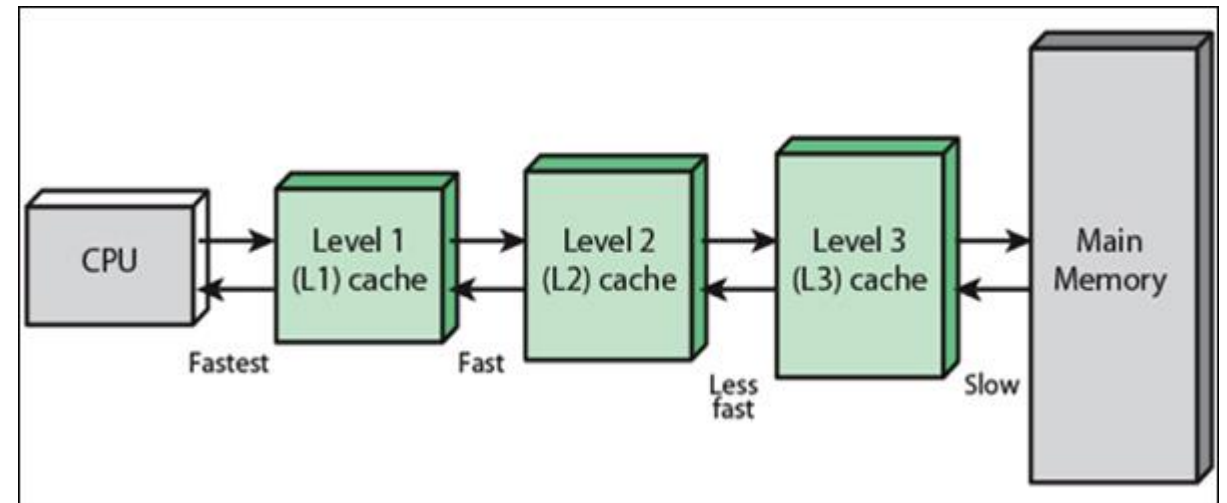 CPU
Level 1
(L1) cache
Level 2
(L2) cache
Level 3
(L3) cache
Main
Memory
Fastest
Fast
Less
fast
Slow